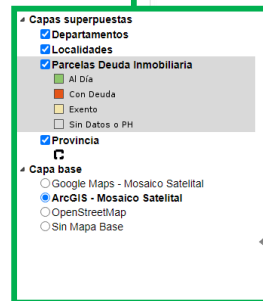 Capas superpuestas
Departamentos
Localidades
Parcelas Deuda Inmobiliaria
Al Día
Con Deuda
Exento
Sin Datos o PH
Provincia
Capa base
Google Maps - Mosaico Satelital
ArcGIS - Mosaico Satelital
OpenStreetMap
Sin Mapa Base